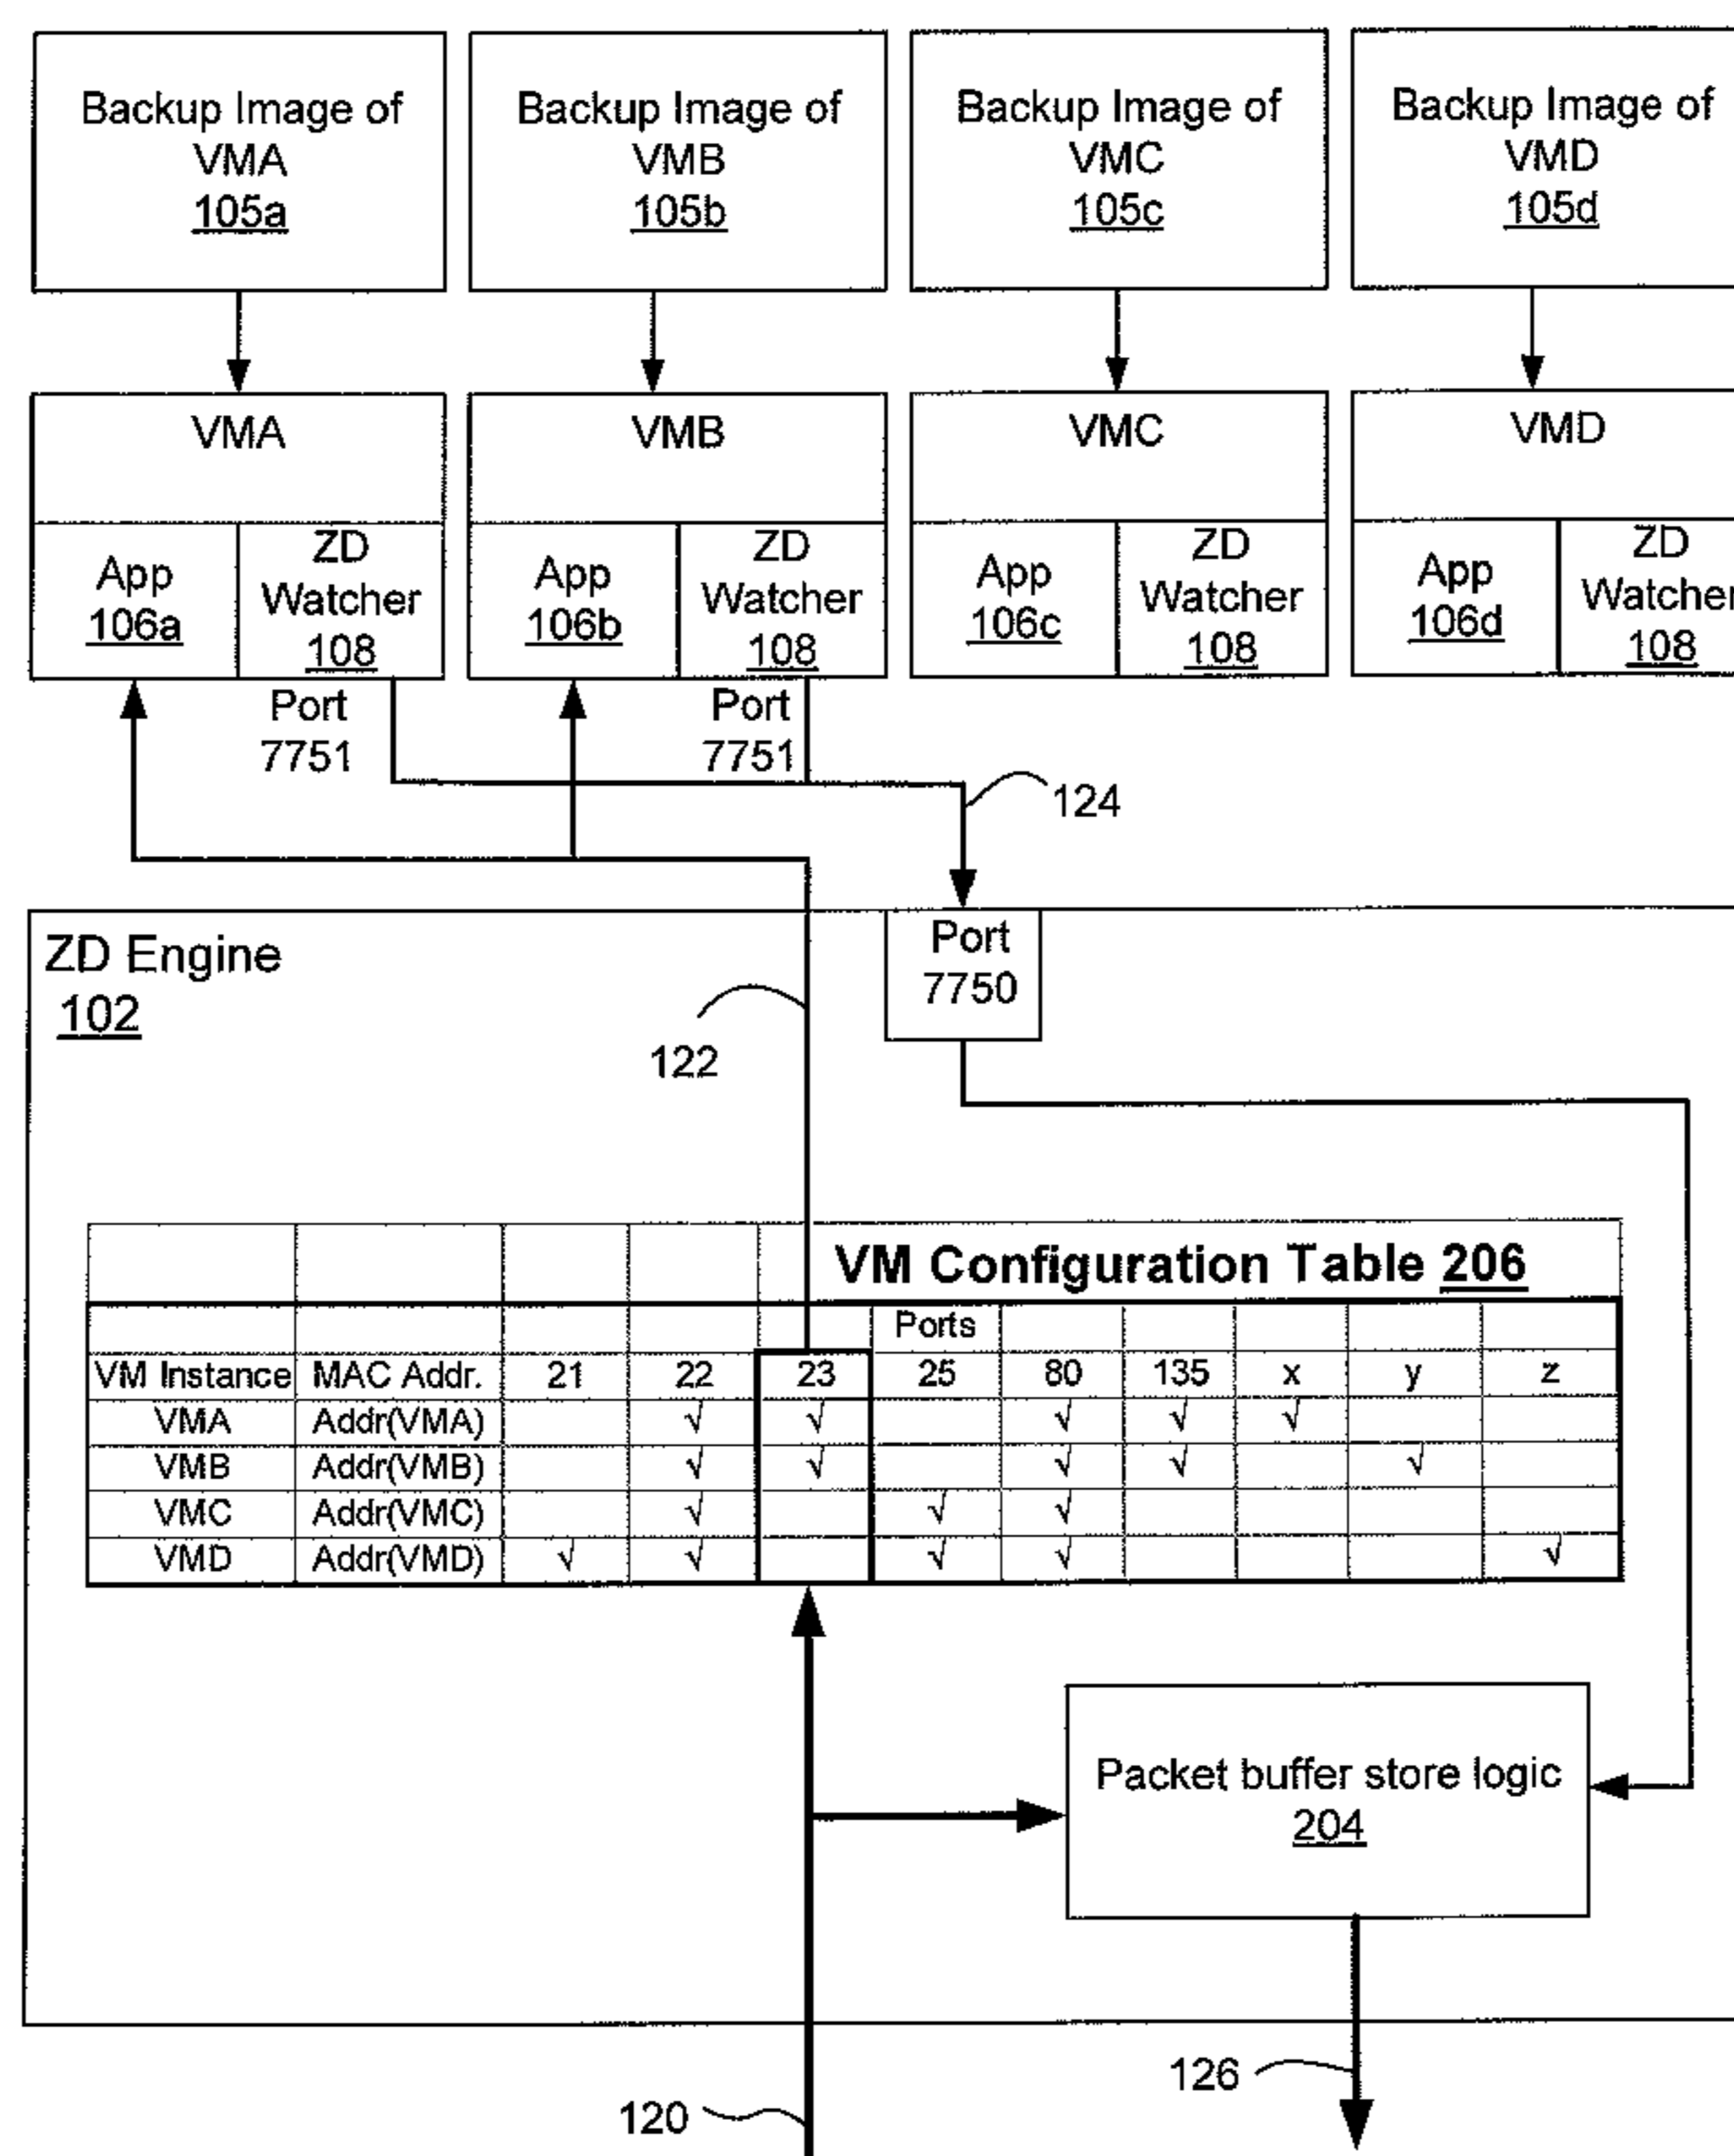 Backup Image of
VMA
105a
Backup Image of
VMB
105b
Backup Image of
VMC
105c
Backup Image of
VMD
105d
VMA
VMB
VMC
VMD
App
106a
ZD
Watcher
108
App
106b
ZD
Watcher
108
App
106c
ZD
Watcher
108
App
106d
ZD
Watcher
108
Port
7751
Port
7751
124
ZD Engine
102
Port
7750
122
VM Configuration Table 206
Ports
VM Instance MAC Addr. 21 22 23 25 80 135 x y z
VMA Addr(VMA) √ √ √ √ √
VMB Addr(VMB) √ √ √ √ √
VMC Addr(VMC) √ √ √
VMD Addr(VMD) √ √ √ √ √
Packet buffer store logic
204
126
120